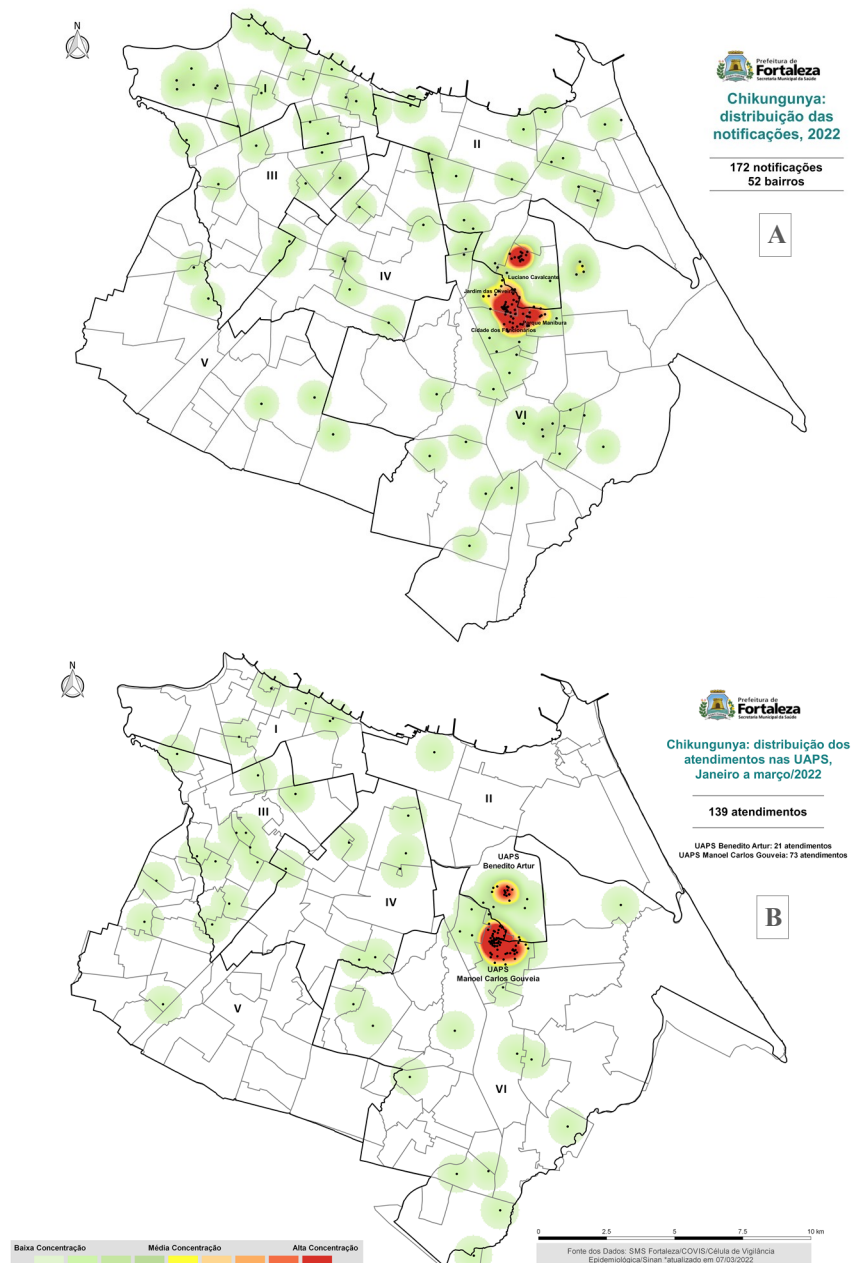 N
Prefeitura de
Fortaleza
Secretaria Municipal da Saúde
Chikungunya:
distribuição das
notificações, 2022
172 notificações
52 bairros
A
I
II
III
IV
V
VI
Luciano Cavalcante
Jardim das Oliveiras
Parque Manibura
Cidade dos Funcionários
N
Prefeitura de
Fortaleza
Secretaria Municipal da Saúde
Chikungunya: distribuição dos
atendimentos nas UAPS,
Janeiro a março/2022
139 atendimentos
UAPS Benedito Artur: 21 atendimentos
UAPS Manoel Carlos Gouveia: 73 atendimentos
B
I
II
III
UAPS
Benedito Artur
IV
UAPS
Manoel Carlos Gouveia
V
VI
0 2.5 5 7.5 10 km
Baixa Concentração Média Concentração Alta Concentração
Fonte dos Dados: SMS Fortaleza/COVIS/Célula de Vigilância
Epidemiológica/Sinan *atualizado em 07/03/2022